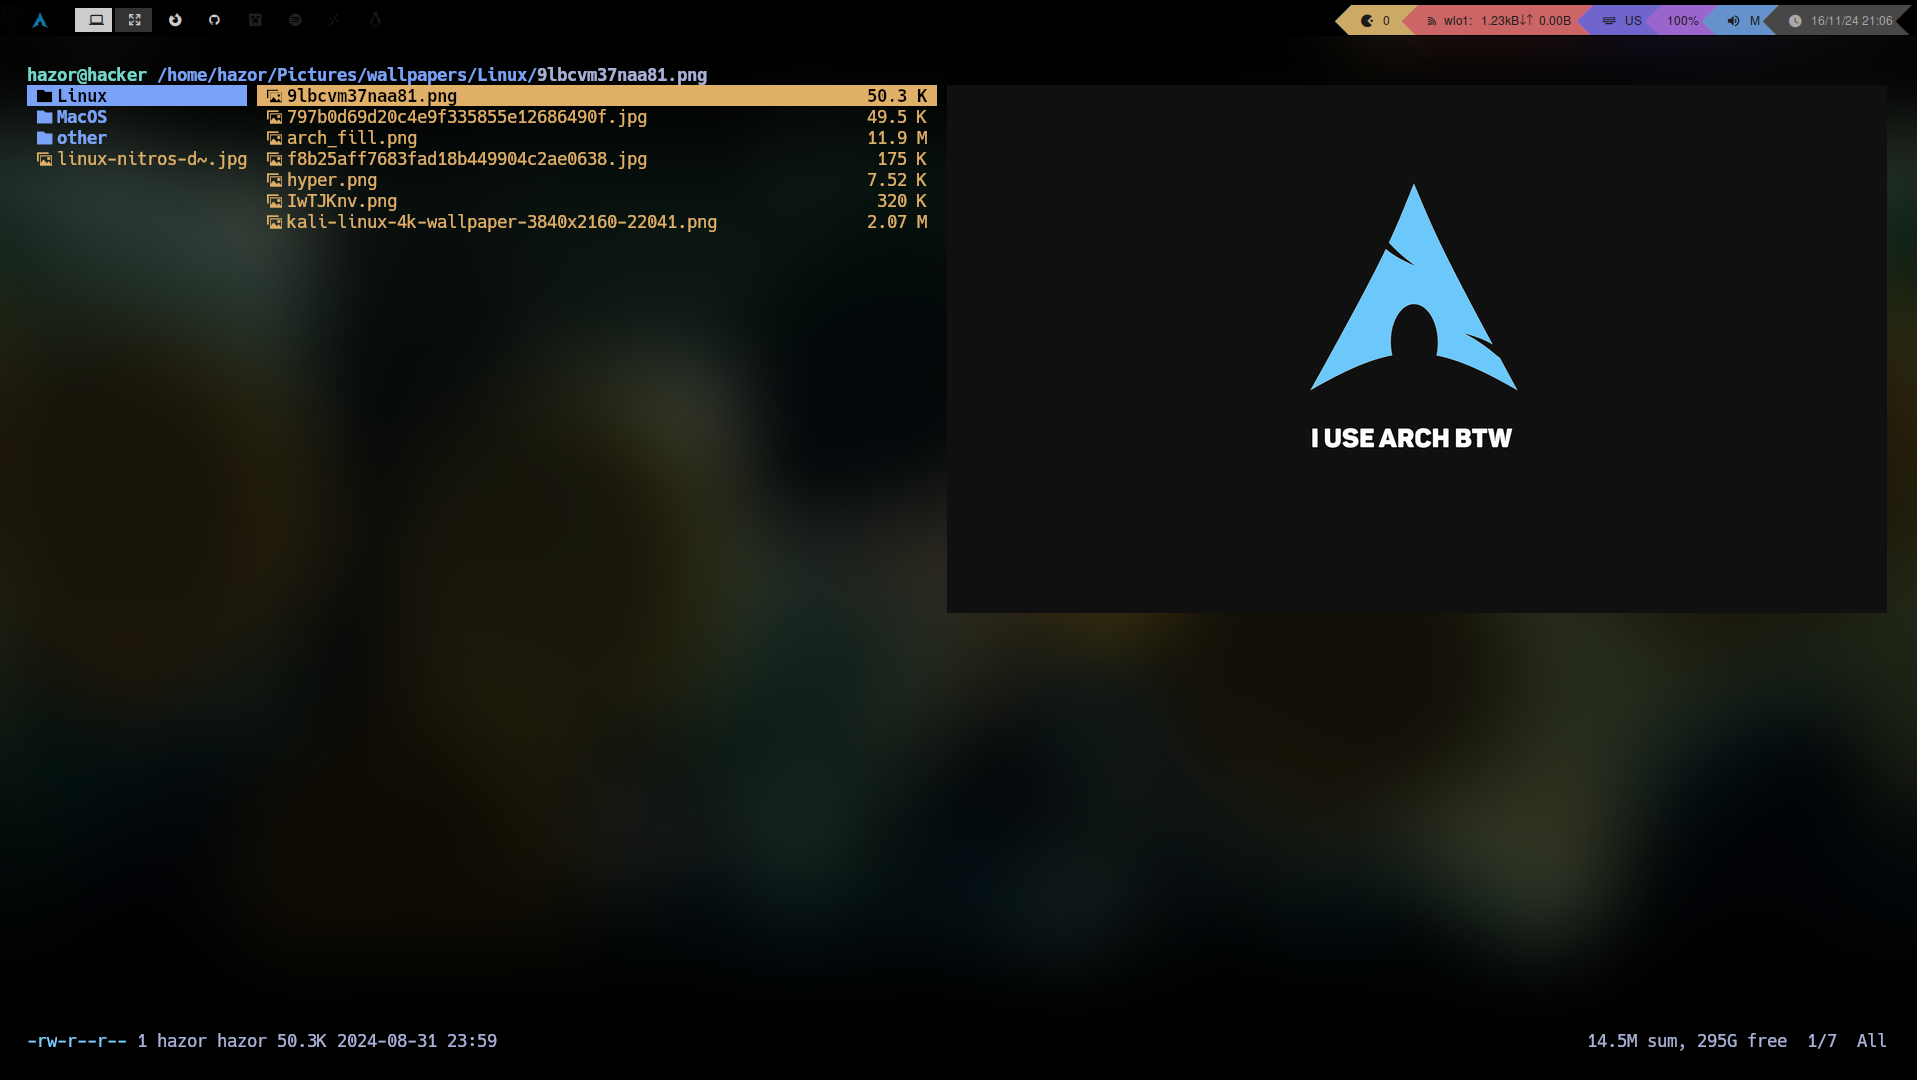 0 wlo1: 1.23kB↓↑ 0.00B US 100% M 16/11/24 21:06
hazor@hacker /home/hazor/Pictures/wallpapers/Linux/9lbcvm37naa81.png
Linux
MacOS
other
linux-nitros-d~.jpg
9lbcvm37naa81.png 50.3 K
797b0d69d20c4e9f335855e12686490f.jpg 49.5 K
arch_fill.png 11.9 M
f8b25aff7683fad18b449904c2ae0638.jpg 175 K
hyper.png 7.52 K
IwTJKnv.png 320 K
kali-linux-4k-wallpaper-3840x2160-22041.png 2.07 M
I USE ARCH BTW
-rw-r--r-- 1 hazor hazor 50.3K 2024-08-31 23:59 14.5M sum, 295G free 1/7 All